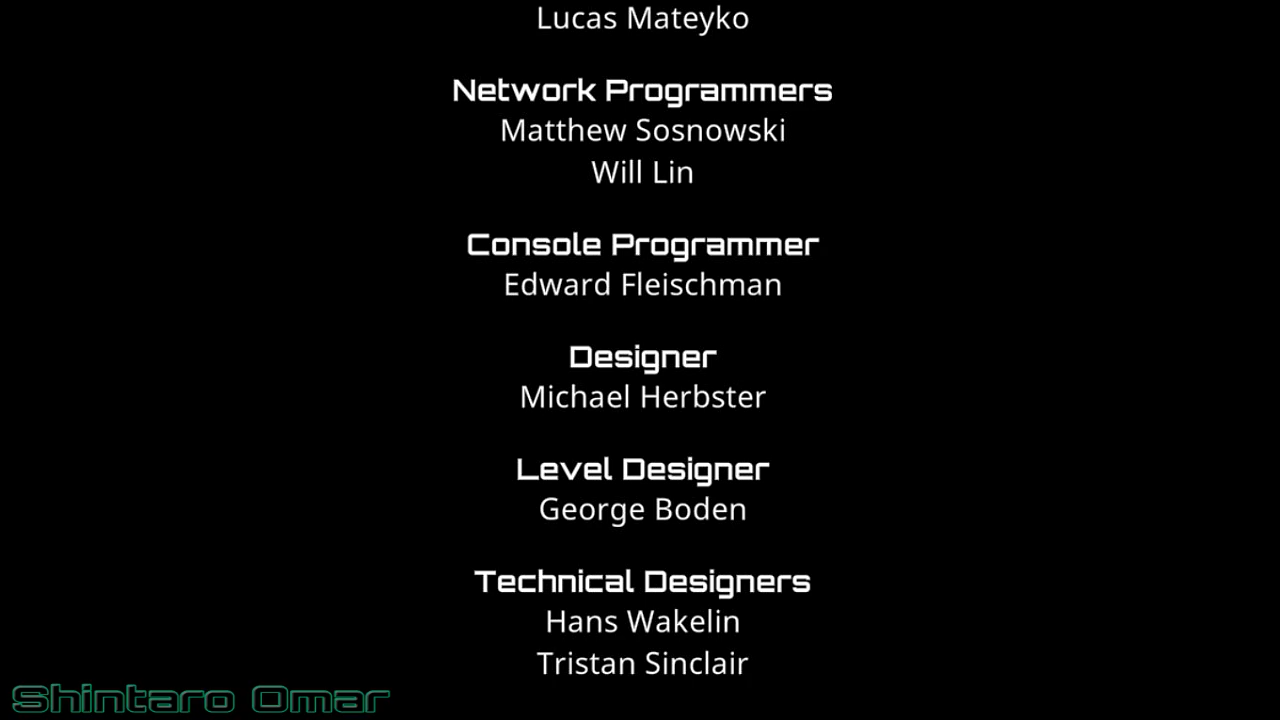 Lucas Mateyko
Network Programmers
Matthew Sosnowski
Will Lin
Console Programmer
Edward Fleischman
Designer
Michael Herbster
Level Designer
George Boden
Technical Designers
Hans Wakelin
Tristan Sinclair
Shintaro Omar